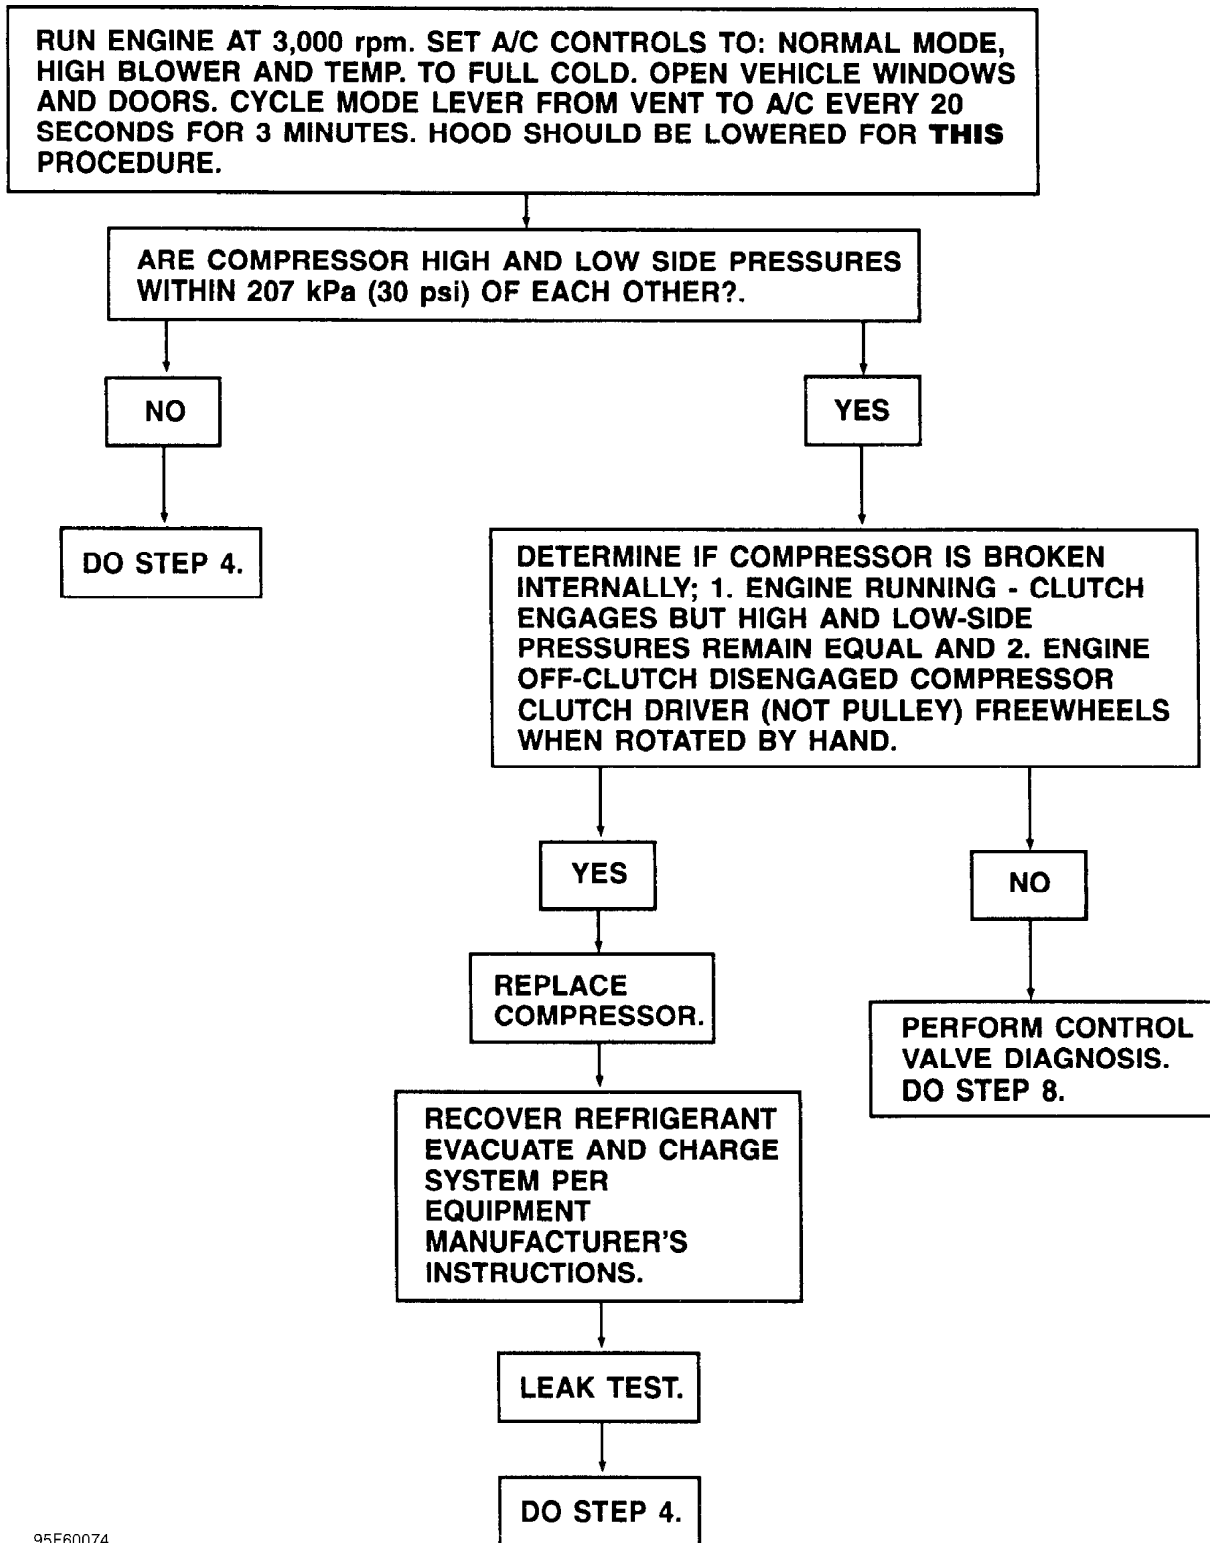 RUN ENGINE AT 3,000 rpm. SET A/C CONTROLS TO: NORMAL MODE,
HIGH BLOWER AND TEMP. TO FULL COLD. OPEN VEHICLE WINDOWS
AND DOORS. CYCLE MODE LEVER FROM VENT TO A/C EVERY 20
SECONDS FOR 3 MINUTES. HOOD SHOULD BE LOWERED FOR THIS
PROCEDURE.
ARE COMPRESSOR HIGH AND LOW SIDE PRESSURES
WITHIN 207 kPa (30 psi) OF EACH OTHER?.
NO
YES
DO STEP 4.
DETERMINE IF COMPRESSOR IS BROKEN
INTERNALLY; 1. ENGINE RUNNING - CLUTCH
ENGAGES BUT HIGH AND LOW-SIDE
PRESSURES REMAIN EQUAL AND 2. ENGINE
OFF-CLUTCH DISENGAGED COMPRESSOR
CLUTCH DRIVER (NOT PULLEY) FREEWHEELS
WHEN ROTATED BY HAND.
YES
NO
REPLACE
COMPRESSOR.
PERFORM CONTROL
VALVE DIAGNOSIS.
DO STEP 8.
RECOVER REFRIGERANT
EVACUATE AND CHARGE
SYSTEM PER
EQUIPMENT
MANUFACTURER'S
INSTRUCTIONS.
LEAK TEST.
DO STEP 4.
95F60074